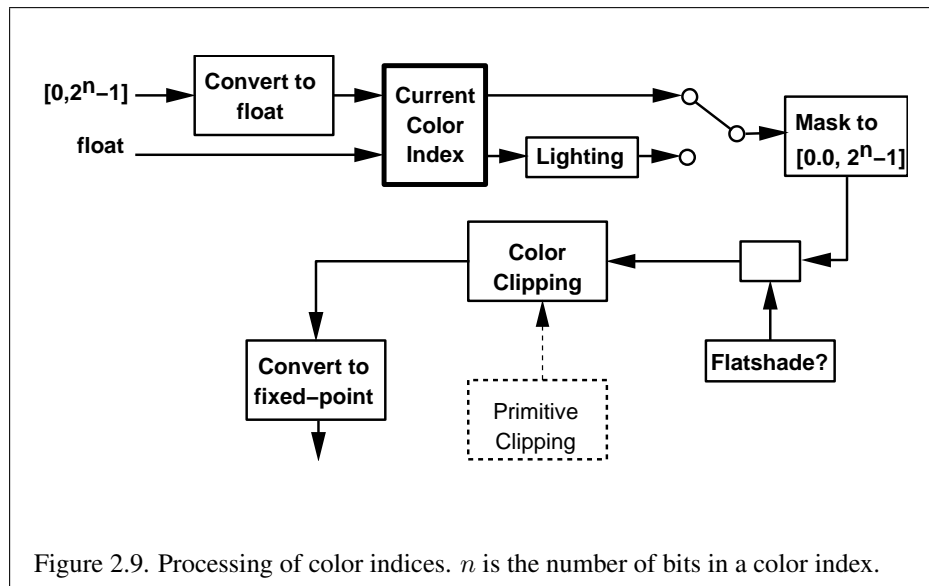 [0,2ⁿ−1]
Convert to
float
Current
Color
Index
float
Lighting
Mask to
[0.0, 2ⁿ−1]
Color
Clipping
Flatshade?
Convert to
fixed−point
Primitive
Clipping
Figure 2.9. Processing of color indices. n is the number of bits in a color index.